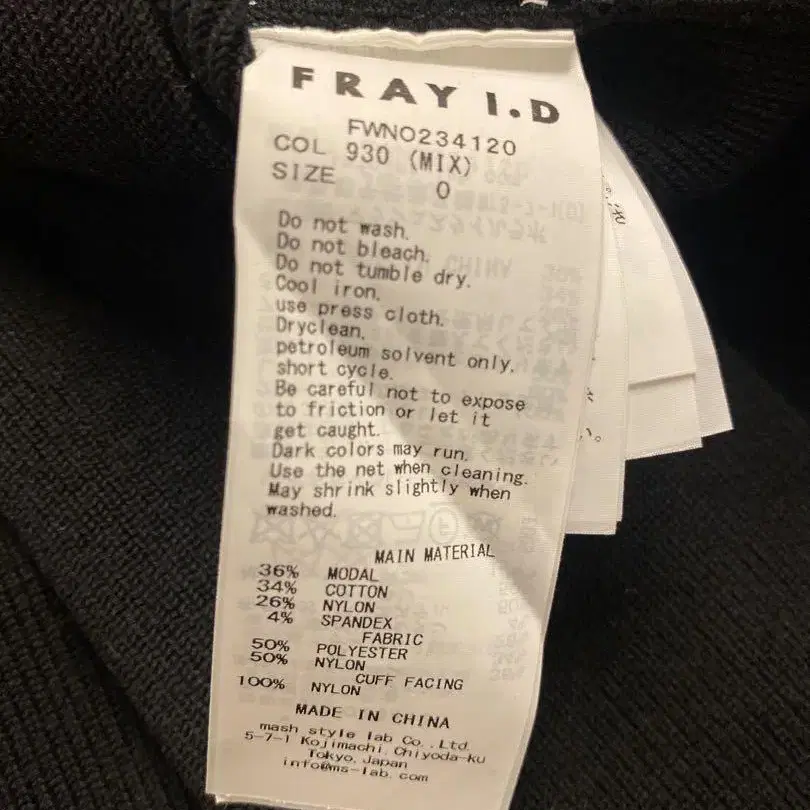 FRAY I.D
FWNO234120
COL 930 (MIX)
SIZE 0
Do not wash.
Do not bleach.
Do not tumble dry.
Cool iron,
use press cloth.
Dryclean,
petroleum solvent only,
short cycle.
Be careful not to expose
to friction or let it
get caught.
Dark colors may run.
Use the net when cleaning.
May shrink slightly when
washed.
MAIN MATERIAL
36% MODAL
34% COTTON
26% NYLON
4% SPANDEX
FABRIC
50% POLYESTER
50% NYLON
CUFF FACING
100% NYLON
MADE IN CHINA
mash style lab Co.,Ltd.
5-7-1 Kojimachi, Chiyoda-ku
Tokyo, Japan
info@ms-lab.com